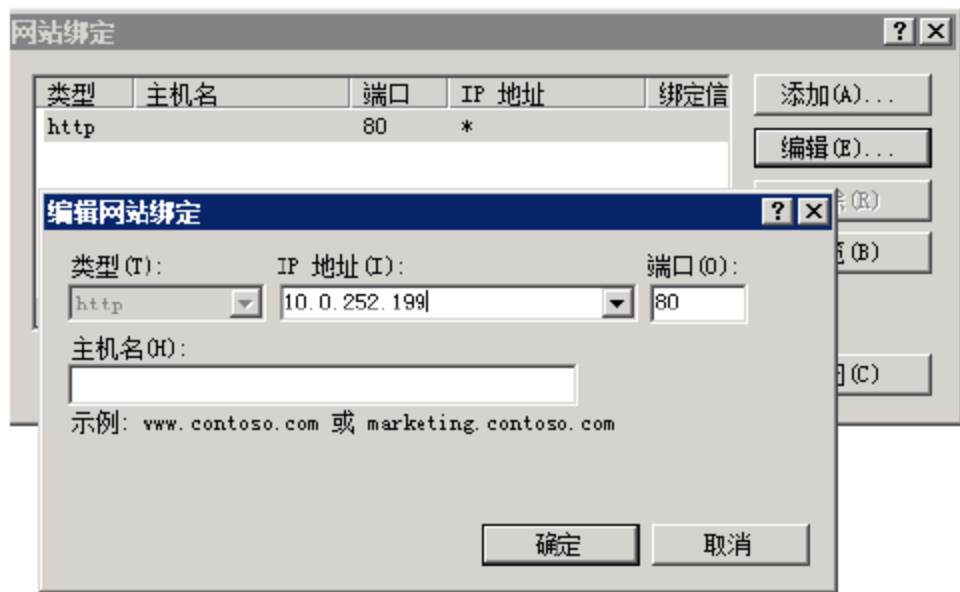 网站绑定
类型 主机名 端口 IP 地址 绑定信
http 80 *
添加(A)...
编辑(E)...
(R)
(B)
(C)
编辑网站绑定
类型(T): IP 地址(I): 端口(O):
http 10.0.252.199 80
主机名(H):
示例: www.contoso.com 或 marketing.contoso.com
确定 取消